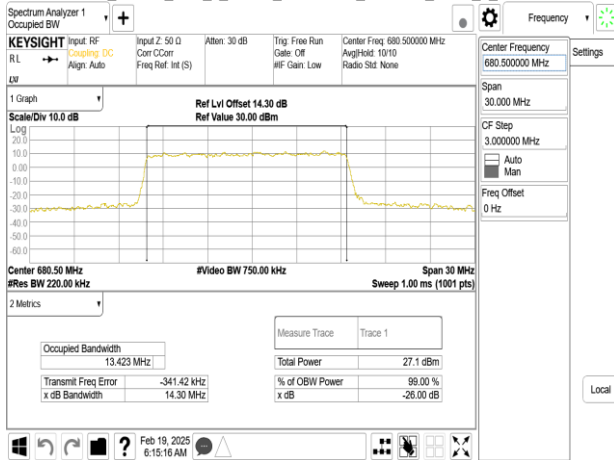 Spectrum Analyzer 1
Occupied BW
+
Frequency
KEYSIGHT
RL
LXI
Input: RF
Coupling: DC
Align: Auto
Input Z: 50 Ω
Corr CCorr
Freq Ref: Int (S)
Atten: 30 dB
Trig: Free Run
Gate: Off
#IF Gain: Low
Center Freq: 680.500000 MHz
Avg|Hold: 10/10
Radio Std: None
Center Frequency
680.500000 MHz
Settings
Span
30.000 MHz
CF Step
3.000000 MHz
Auto
Man
Freq Offset
0 Hz
Local
1 Graph
Scale/Div 10.0 dB
Ref Lvl Offset 14.30 dB
Ref Value 30.00 dBm
Log
20.0
10.0
0.00
-10.0
-20.0
-30.0
-40.0
-50.0
-60.0
Center 680.50 MHz
#Video BW 750.00 kHz
Span 30 MHz
#Res BW 220.00 kHz
Sweep 1.00 ms (1001 pts)
2 Metrics
Measure Trace
Trace 1
Occupied Bandwidth
13.423 MHz
Total Power
27.1 dBm
Transmit Freq Error
-341.42 kHz
% of OBW Power
99.00 %
x dB Bandwidth
14.30 MHz
x dB
-26.00 dB
?
Feb 19, 2025
6:15:16 AM